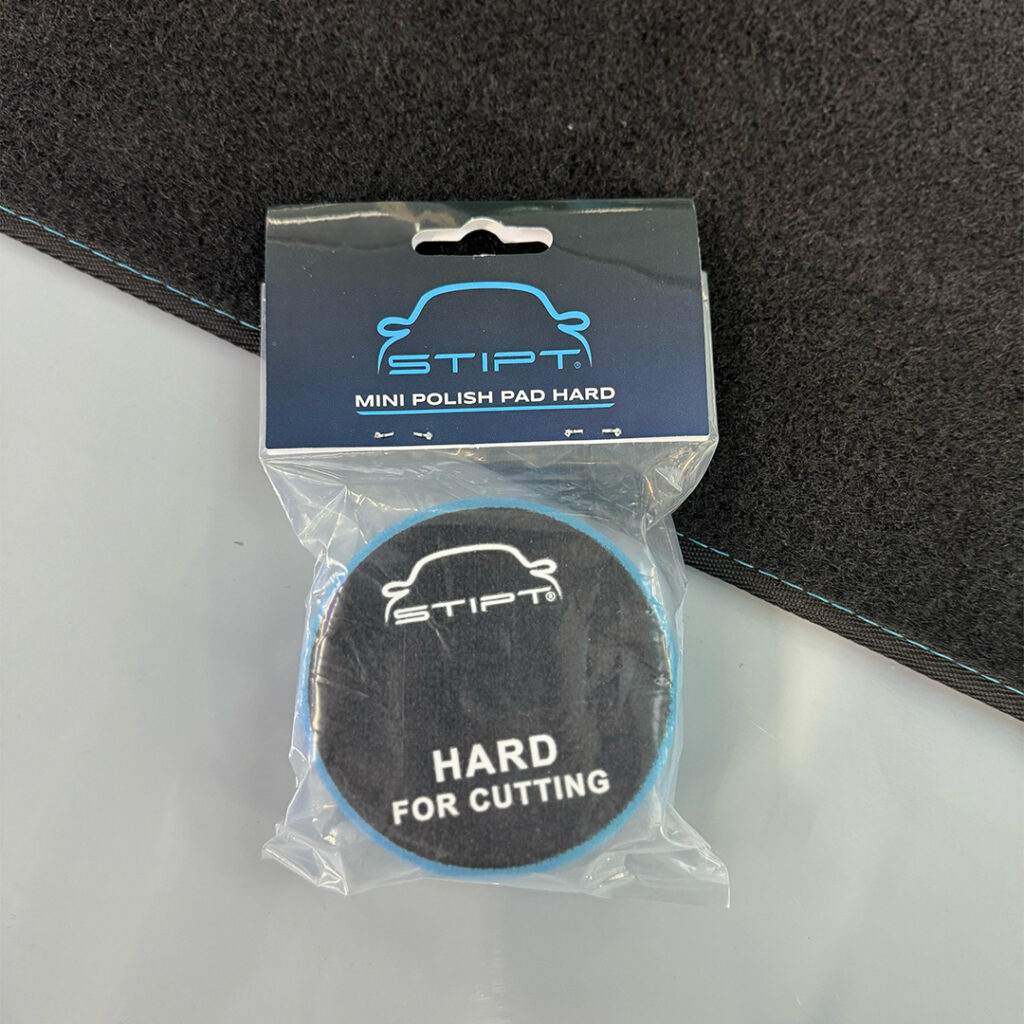 STIPT®
MINI POLISH PAD HARD
STIPT®
HARD
FOR CUTTING